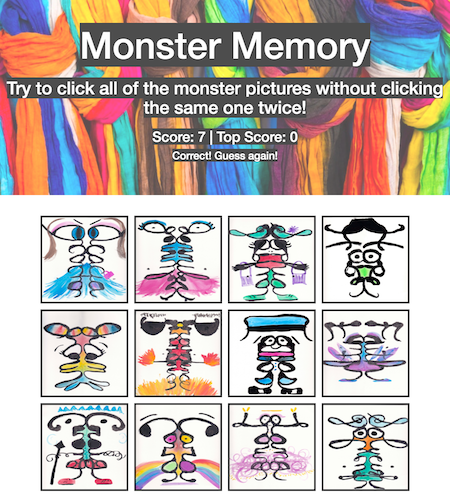 Monster Memory
Try to click all of the monster pictures without clicking
the same one twice!
Score: 7 | Top Score: 0
Correct! Guess again!